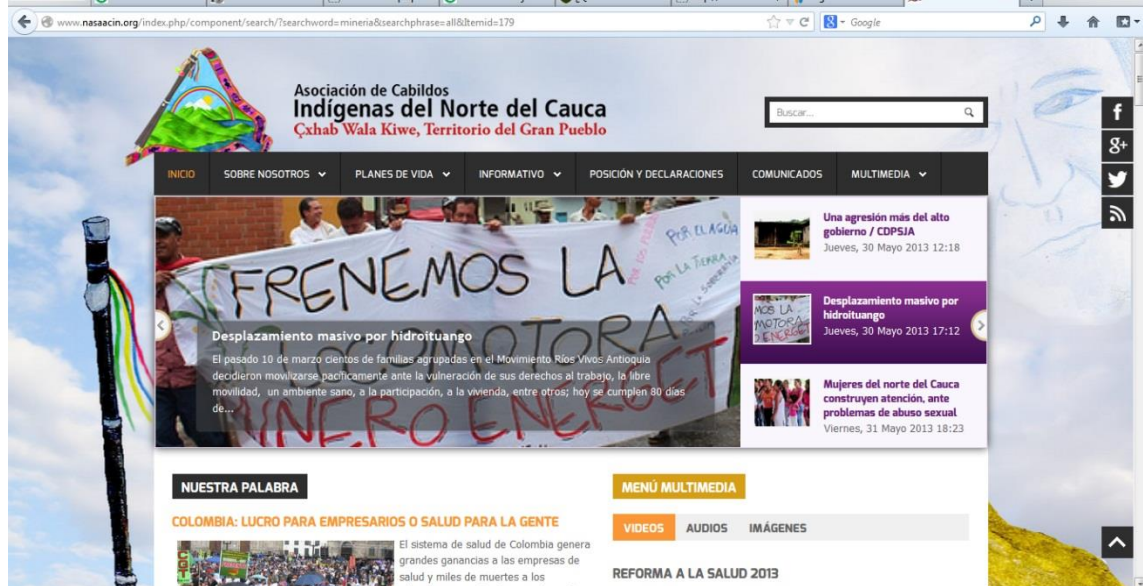 www.nasaacin.org/index.php/component/search/?searchword=mineria&searchphrase=all&Itemid=179
Google
Asociación de Cabildos
Indígenas del Norte del Cauca
Çxhab Wala Kiwe, Territorio del Gran Pueblo
Buscar...
INICIO
SOBRE NOSOTROS
PLANES DE VIDA
INFORMATIVO
POSICIÓN Y DECLARACIONES
COMUNICADOS
MULTIMEDIA
FRENEMOS LA
LOCOMOTORA
MINERO ENERGET
POR EL AGUA
POR LA TIERRA
Desplazamiento masivo por hidroituango
El pasado 10 de marzo cientos de familias agrupadas en el Movimiento Ríos Vivos Antioquia
decidieron movilizarse pacíficamente ante la vulneración de sus derechos al trabajo, la libre
movilidad, un ambiente sano, a la participación, a la vivienda, entre otros; hoy se cumplen 80 días
de...
Una agresión más del alto
gobierno / CDPSJA
Jueves, 30 Mayo 2013 12:18
MOS LA
MOTORA
ENERGET
Desplazamiento masivo por
hidroituango
Jueves, 30 Mayo 2013 17:12
Mujeres del norte del Cauca
construyen atención, ante
problemas de abuso sexual
Viernes, 31 Mayo 2013 18:23
NUESTRA PALABRA
COLOMBIA: LUCRO PARA EMPRESARIOS O SALUD PARA LA GENTE
El sistema de salud de Colombia genera
grandes ganancias a las empresas de
salud y miles de muertes a los
MENÚ MULTIMEDIA
VIDEOS
AUDIOS
IMÁGENES
REFORMA A LA SALUD 2013